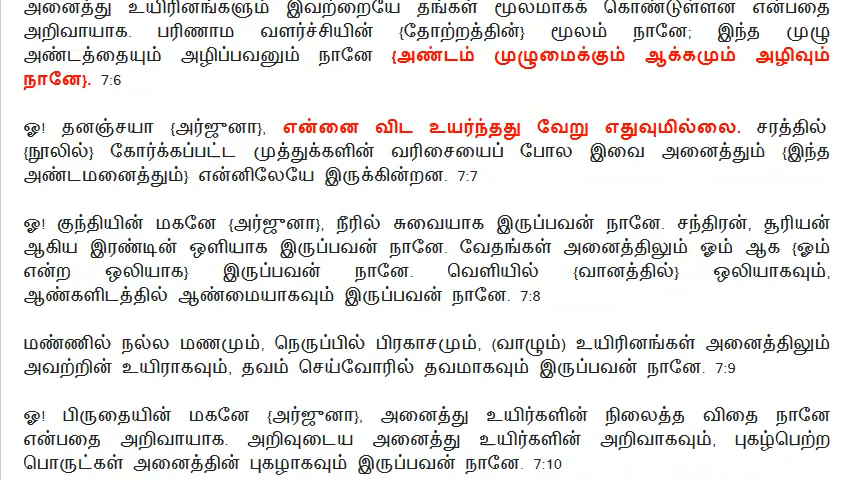 அனைத்து உயிரினங்களும் இவற்றையே தங்கள் மூலமாகக் கொண்டுள்ளன என்பதை
அறிவாயாக. பரிணாம வளர்ச்சியின் {தோற்றத்தின்} மூலம் நானே; இந்த முழு
அண்டத்தையும் அழிப்பவனும் நானே {அண்டம் முழுமைக்கும் ஆக்கமும் அழிவும்
நானே}. 7:6
ஓ! தனஞ்சயா {அர்ஜுனா}, என்னை விட உயர்ந்தது வேறு எதுவுமில்லை. சரத்தில்
{நூலில்} கோர்க்கப்பட்ட முத்துக்களின் வரிசையைப் போல இவை அனைத்தும் {இந்த
அண்டமனைத்தும்} என்னிலேயே இருக்கின்றன. 7:7
ஓ! குந்தியின் மகனே {அர்ஜுனா}, நீரில் சுவையாக இருப்பவன் நானே. சந்திரன், சூரியன்
ஆகிய இரண்டின் ஒளியாக இருப்பவன் நானே. வேதங்கள் அனைத்திலும் ஓம் ஆக {ஓம்
என்ற ஒலியாக} இருப்பவன் நானே. வெளியில் {வானத்தில்} ஒலியாகவும்,
ஆண்களிடத்தில் ஆண்மையாகவும் இருப்பவன் நானே. 7:8
மண்ணில் நல்ல மணமும், நெருப்பில் பிரகாசமும், (வாழும்) உயிரினங்கள் அனைத்திலும்
அவற்றின் உயிராகவும், தவம் செய்வோரில் தவமாகவும் இருப்பவன் நானே. 7:9
ஓ! பிருதையின் மகனே {அர்ஜுனா}, அனைத்து உயிர்களின் நிலைத்த விதை நானே
என்பதை அறிவாயாக. அறிவுடைய அனைத்து உயிர்களின் அறிவாகவும், புகழ்பெற்ற
பொருட்கள் அனைத்தின் புகழாகவும் இருப்பவன் நானே. 7:10